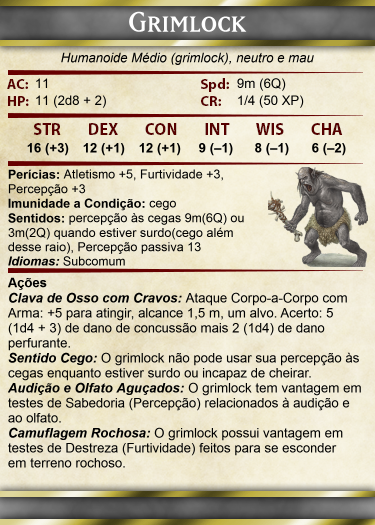 GRIMLOCK
Humanoide Médio (grimlock), neutro e mau
AC: 11 Spd: 9m (6Q)
HP: 11 (2d8 + 2) CR: 1/4 (50 XP)
STR DEX CON INT WIS CHA
16 (+3) 12 (+1) 12 (+1) 9 (–1) 8 (–1) 6 (–2)
Perícias: Atletismo +5, Furtividade +3,
Percepção +3
Imunidade a Condição: cego
Sentidos: percepção às cegas 9m(6Q) ou
3m(2Q) quando estiver surdo(cego além
desse raio), Percepção passiva 13
Idiomas: Subcomum
Ações
Clava de Osso com Cravos: Ataque Corpo-a-Corpo com
Arma: +5 para atingir, alcance 1,5 m, um alvo. Acerto: 5
(1d4 + 3) de dano de concussão mais 2 (1d4) de dano
perfurante.
Sentido Cego: O grimlock não pode usar sua percepção às
cegas enquanto estiver surdo ou incapaz de cheirar.
Audição e Olfato Aguçados: O grimlock tem vantagem em
testes de Sabedoria (Percepção) relacionados à audição e
ao olfato.
Camuflagem Rochosa: O grimlock possui vantagem em
testes de Destreza (Furtividade) feitos para se esconder
em terreno rochoso.